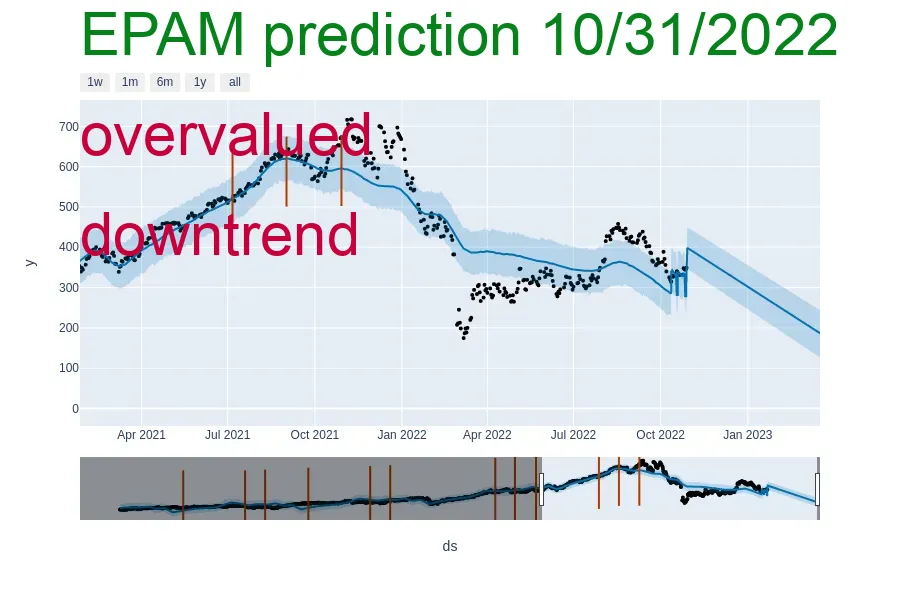 EPAM prediction 10/31/2022
1w 1m 6m 1y all
overvalued
downtrend
700
600
500
400
300
200
100
0
y
Apr 2021 Jul 2021 Oct 2021 Jan 2022 Apr 2022 Jul 2022 Oct 2022 Jan 2023
ds